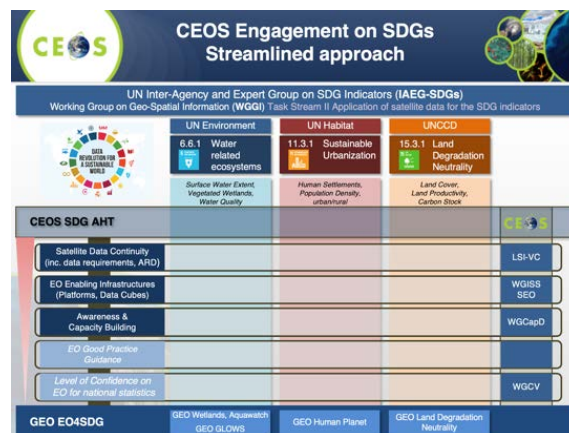 CEOS
CEOS Engagement on SDGs
Streamlined approach
UN Inter-Agency and Expert Group on SDG Indicators (IAEG-SDGs)
Working Group on Geo-Spatial Information (WGGI) Task Stream II Application of satellite data for the SDG indicators
DATA
REVOLUTION FOR
A SUSTAINABLE
WORLD
UN Environment
6.6.1 Water
related
ecosystems
Surface Water Extent,
Vegetated Wetlands,
Water Quality
UN Habitat
11.3.1 Sustainable
Urbanization
Human Settlements,
Population Density,
urban/rural
UNCCD
15.3.1 Land
Degradation
Neutrality
Land Cover,
Land Productivity,
Carbon Stock
CEOS SDG AHT
CEOS
Satellite Data Continuity
(inc. data requirements, ARD)
LSI-VC
EO Enabling Infrastructures
(Platforms, Data Cubes)
WGISS
SEO
Awareness &
Capacity Building
WGCapD
EO Good Practice
Guidance
Level of Confidence on
EO for national statistics
WGCV
GEO EO4SDG
GEO Wetlands, Aquawatch
GEO GLOWS
GEO Human Planet
GEO Land Degradation
Neutrality